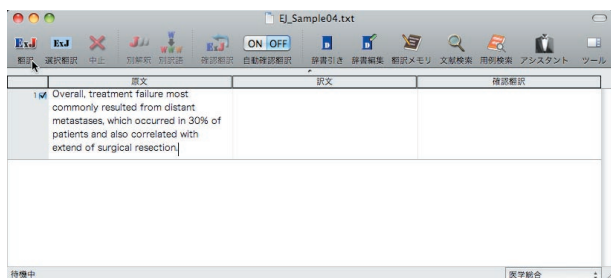 EJ_Sample04.txt
ExJ ExJ ON OFF
翻訳 選択翻訳 中止 別解釈 別訳語 確認翻訳 自動確認翻訳 辞書引き 辞書編集 翻訳メモリ 文献検索 用例検索 アシスタント ツール
原文 訳文 確認翻訳
1 Overall, treatment failure most
commonly resulted from distant
metastases, which occurred in 30% of
patients and also correlated with
extend of surgical resection.
待機中 医学総合